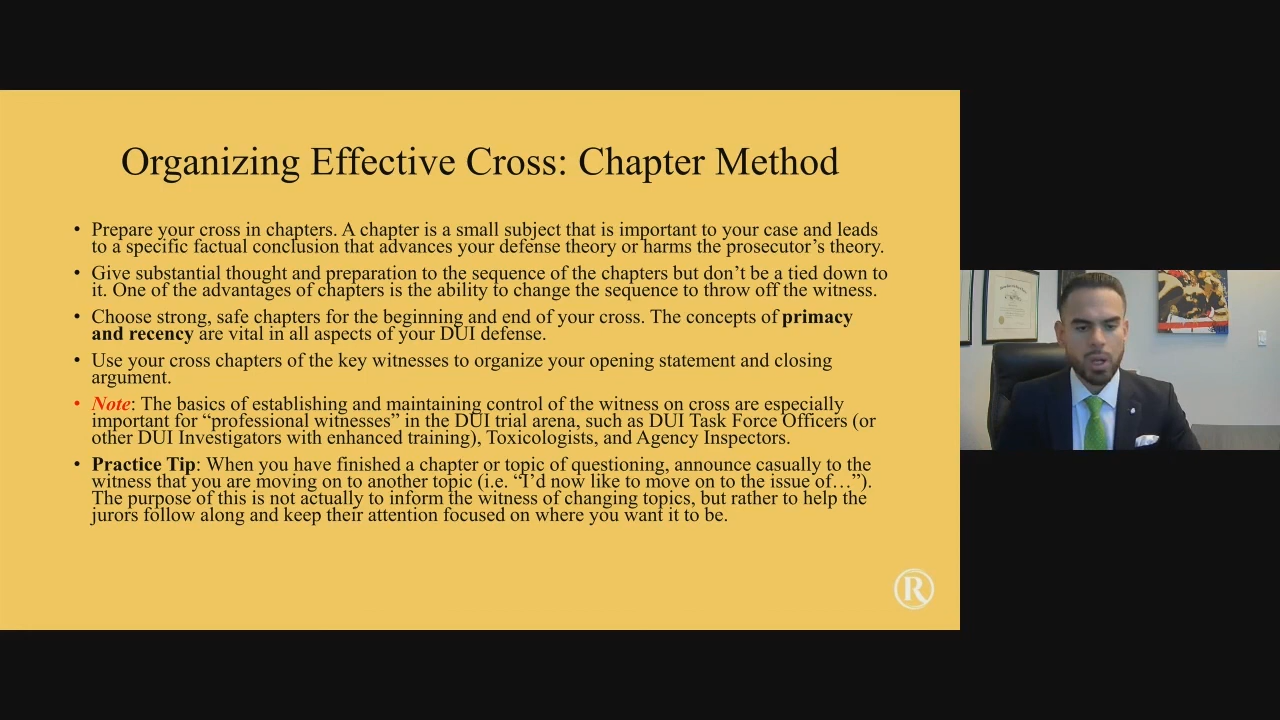 Organizing Effective Cross: Chapter Method
• Prepare your cross in chapters. A chapter is a small subject that is important to your case and leads
to a specific factual conclusion that advances your defense theory or harms the prosecutor’s theory.
• Give substantial thought and preparation to the sequence of the chapters but don’t be a tied down to
it. One of the advantages of chapters is the ability to change the sequence to throw off the witness.
• Choose strong, safe chapters for the beginning and end of your cross. The concepts of primacy
and recency are vital in all aspects of your DUI defense.
• Use your cross chapters of the key witnesses to organize your opening statement and closing
argument.
• Note: The basics of establishing and maintaining control of the witness on cross are especially
important for “professional witnesses” in the DUI trial arena, such as DUI Task Force Officers (or
other DUI Investigators with enhanced training), Toxicologists, and Agency Inspectors.
• Practice Tip: When you have finished a chapter or topic of questioning, announce casually to the
witness that you are moving on to another topic (i.e. “I’d now like to move on to the issue of…”).
The purpose of this is not actually to inform the witness of changing topics, but rather to help the
jurors follow along and keep their attention focused on where you want it to be.
R